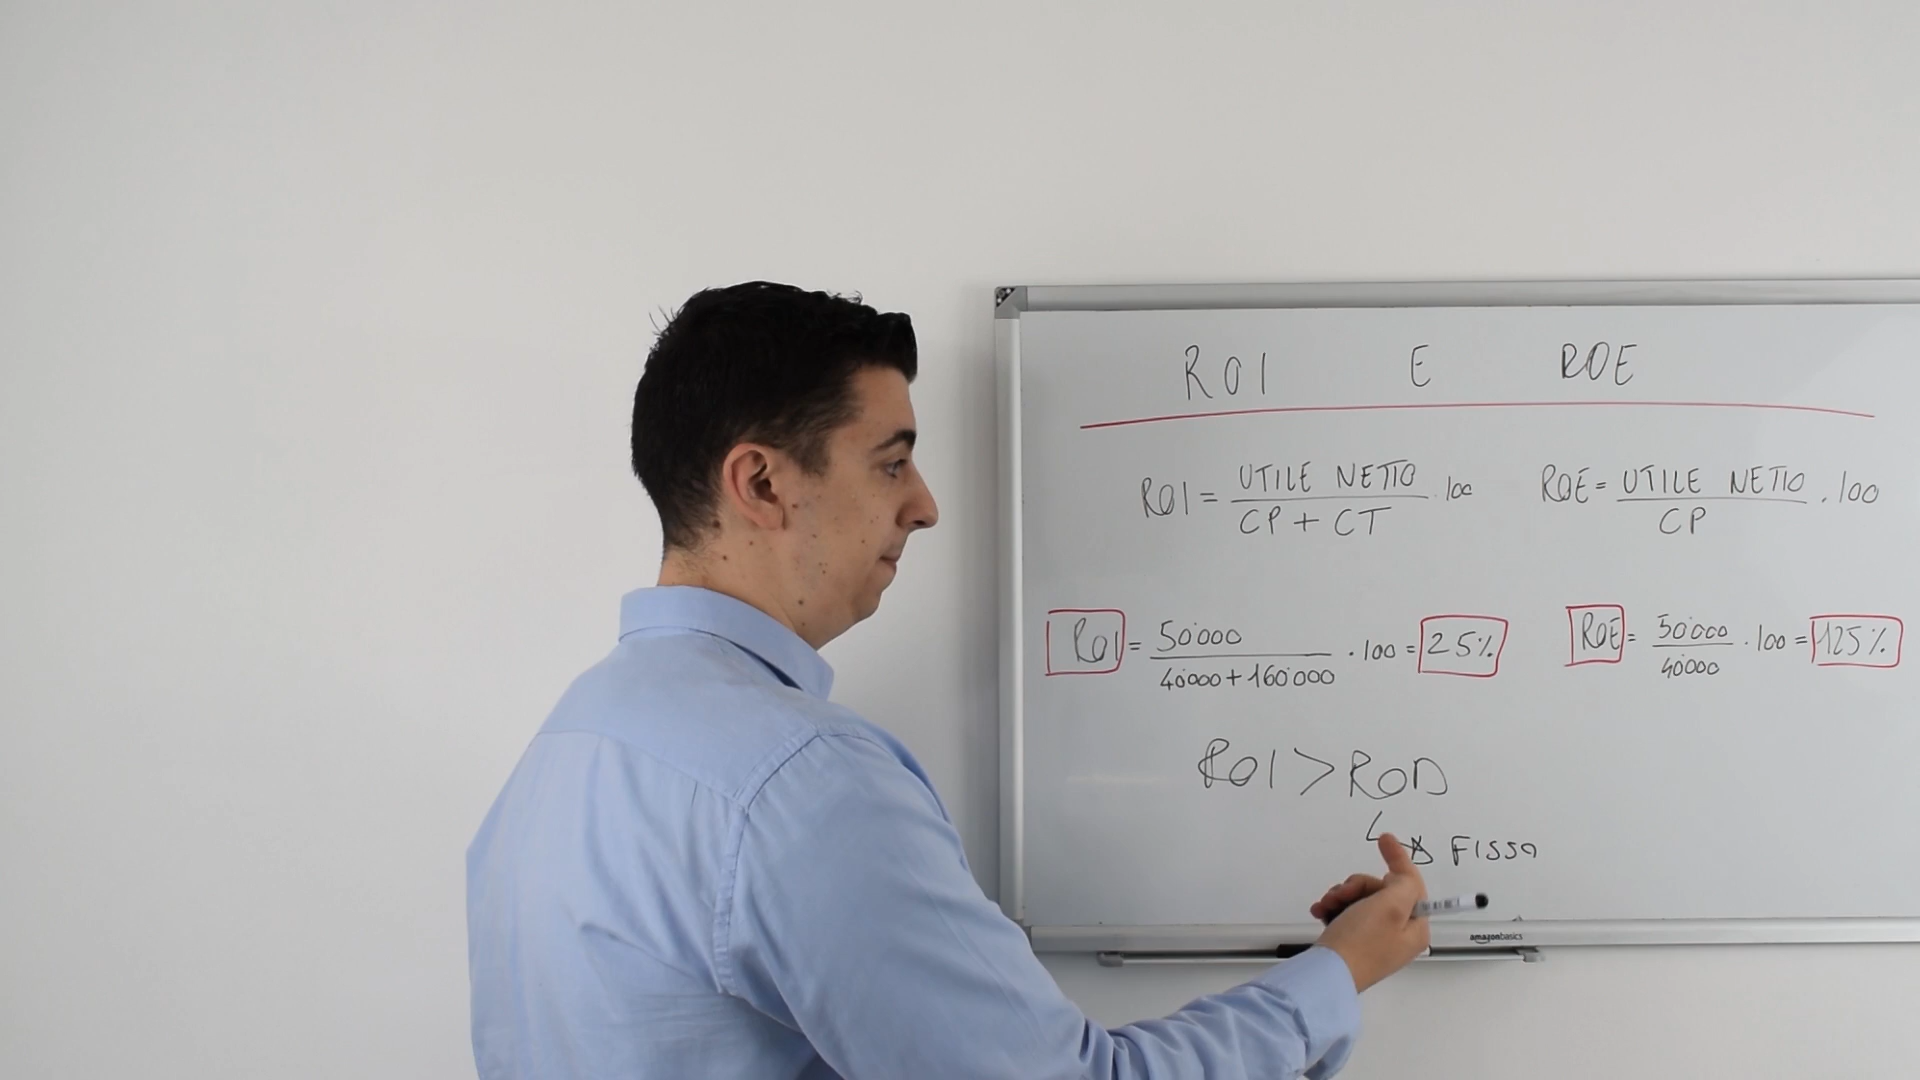 ROI E ROE
ROI = UTILE NETTO / CP + CT · 100
ROE = UTILE NETTO / CP · 100
ROI = 50'000 / 40'000 + 160'000 · 100 = 25%
ROE = 50'000 / 40'000 · 100 = 125%
ROI > ROD
FISSO
amazonbasics